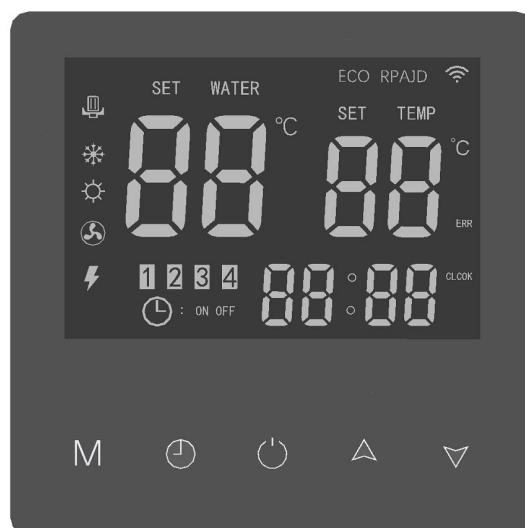 ECO RPAJD
SET WATER
SET TEMP
88 °C
88 °C
ERR
1 2 3 4
88:88
CLCOK
: ON OFF
M